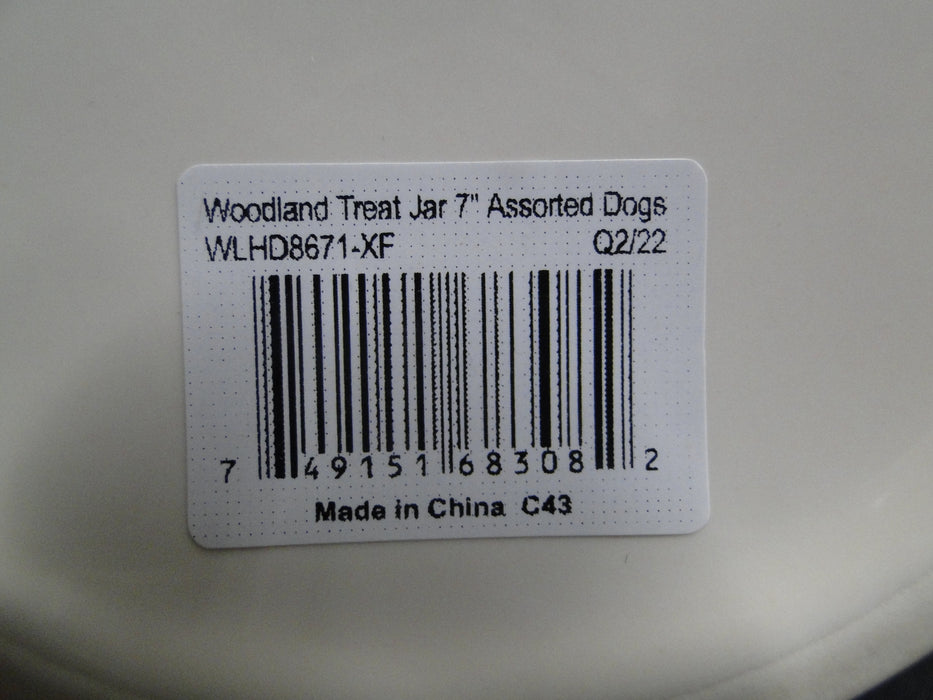 Woodland Treat Jar 7" Assorted Dogs
WLHD8671-XF Q2/22
7 49151 68308 2
Made in China C43